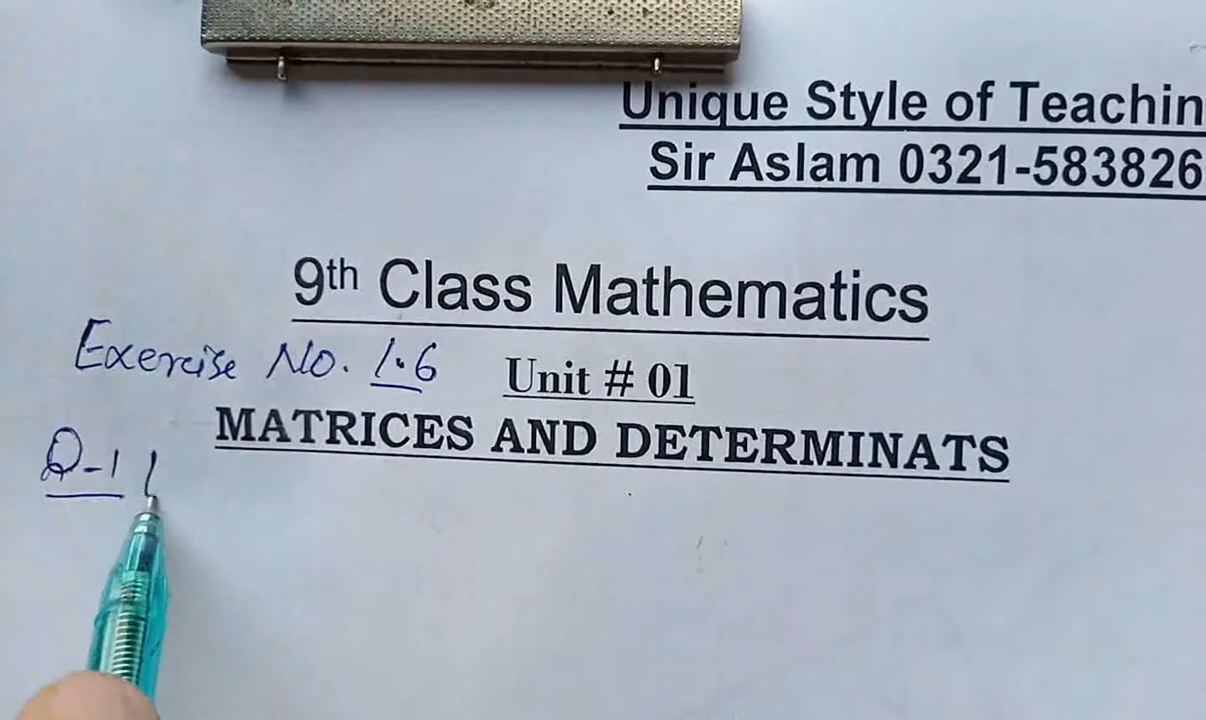 Unique Style of Teachin
Sir Aslam 0321-583826
9th Class Mathematics
Exercise No. 1.6
Unit # 01
MATRICES AND DETERMINATS
Q-1 (